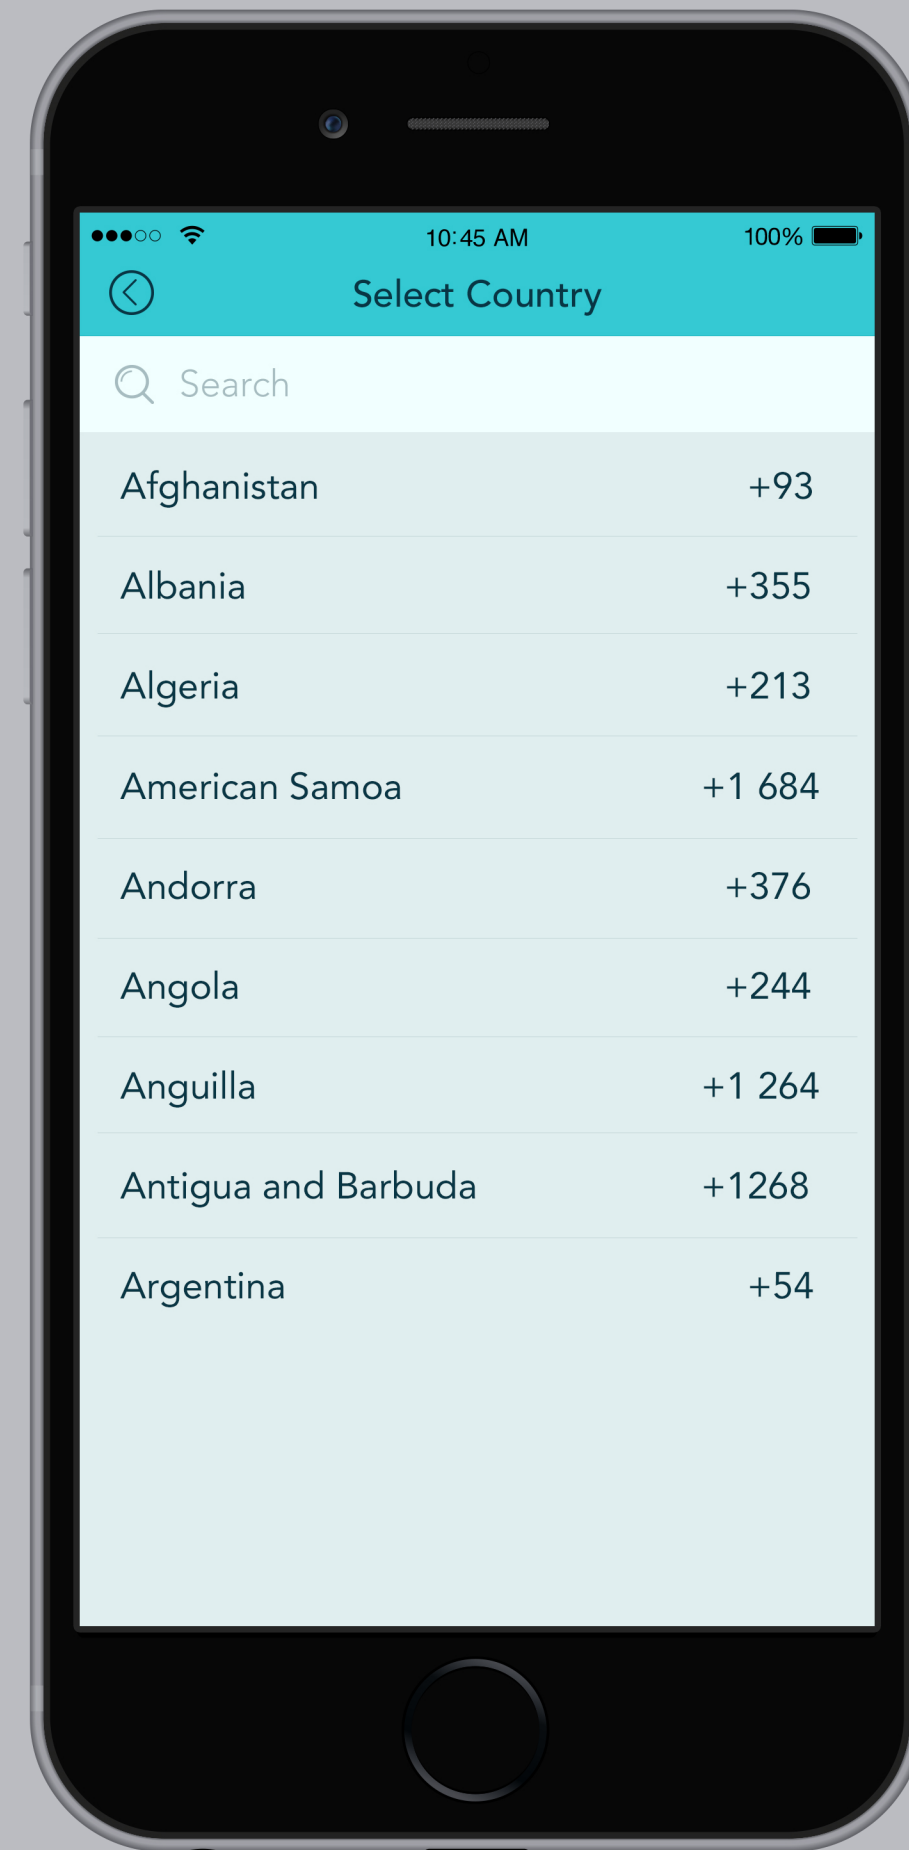 10:45 AM 100%
Select Country
Search
Afghanistan +93
Albania +355
Algeria +213
American Samoa +1 684
Andorra +376
Angola +244
Anguilla +1 264
Antigua and Barbuda +1268
Argentina +54